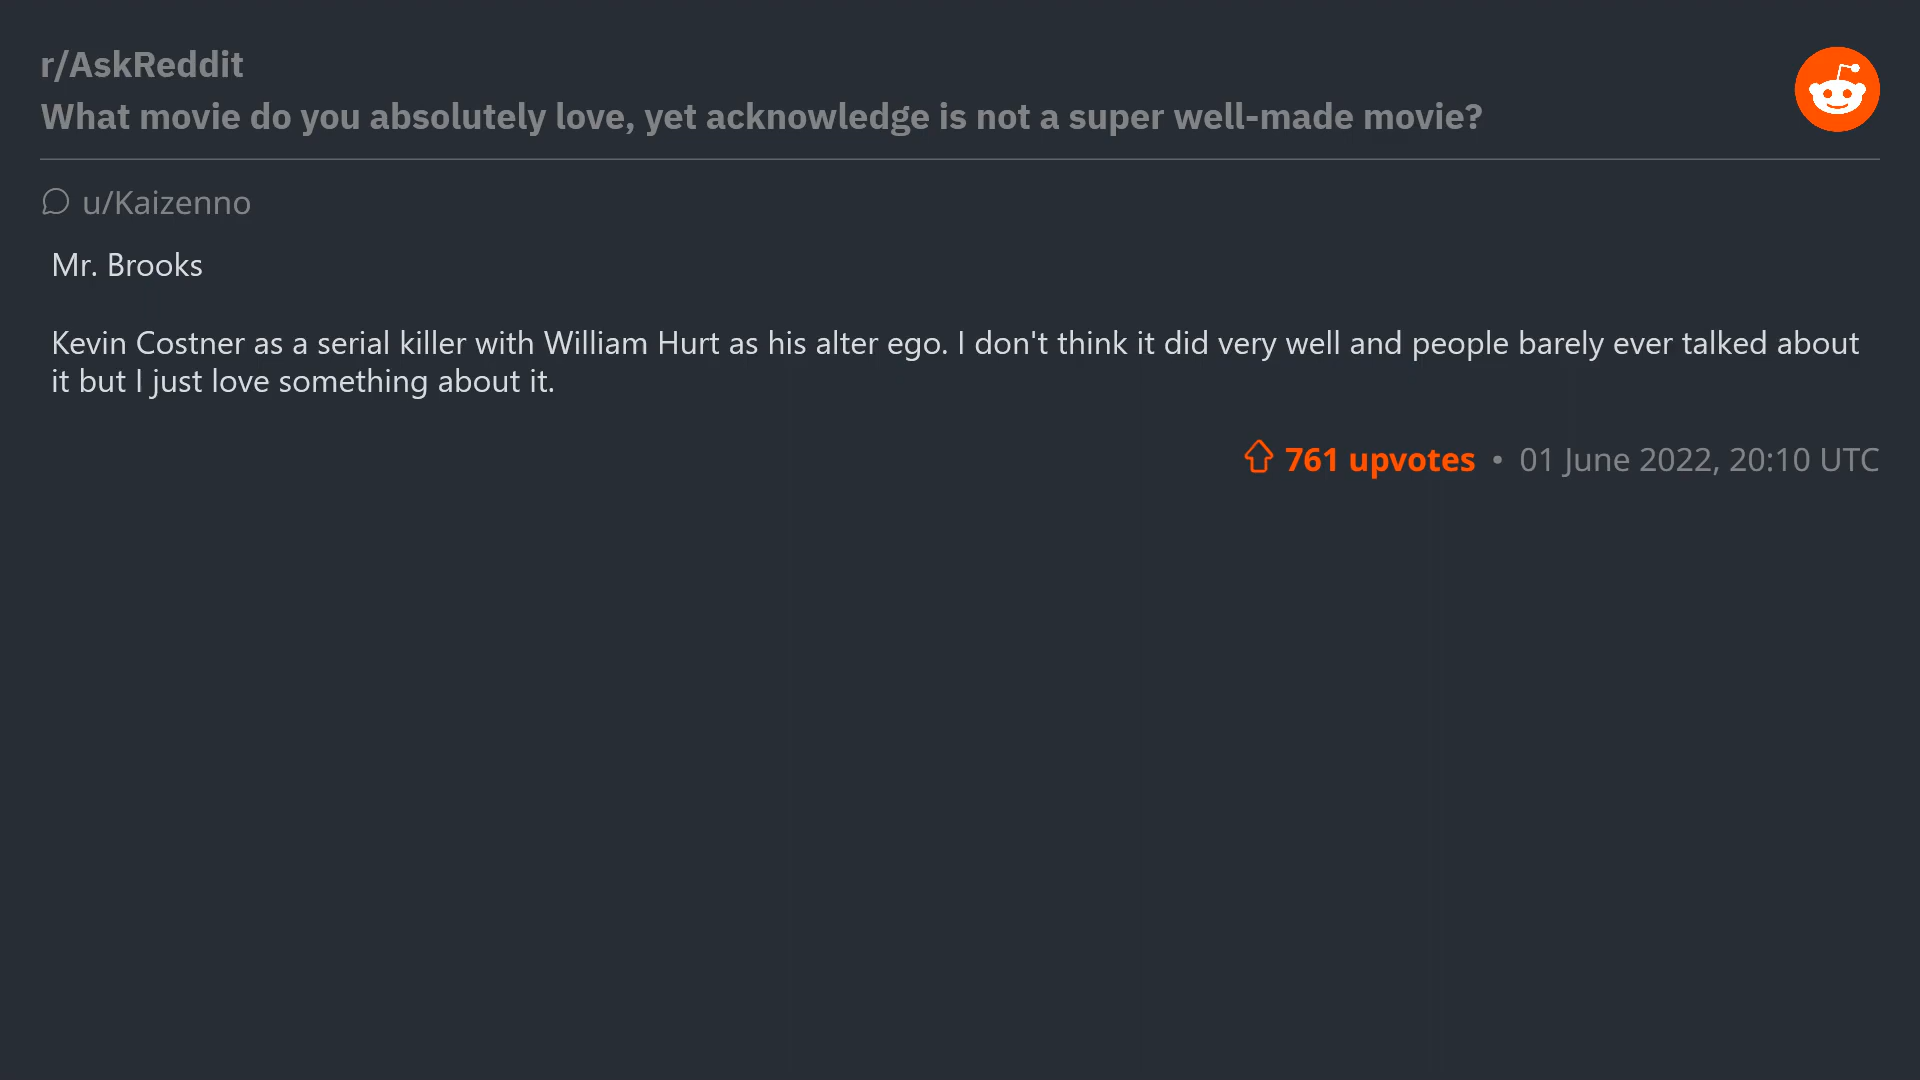 r/AskReddit
What movie do you absolutely love, yet acknowledge is not a super well-made movie?
u/Kaizenno
Mr. Brooks
Kevin Costner as a serial killer with William Hurt as his alter ego. I don't think it did very well and people barely ever talked about
it but I just love something about it.
761 upvotes • 01 June 2022, 20:10 UTC